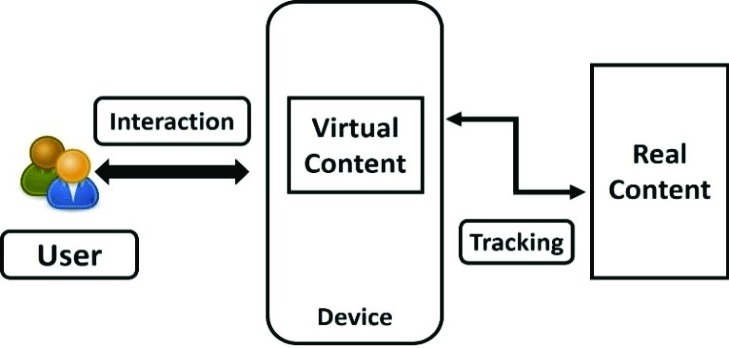 Interaction
User
Virtual
Content
Device
Tracking
Real
Content